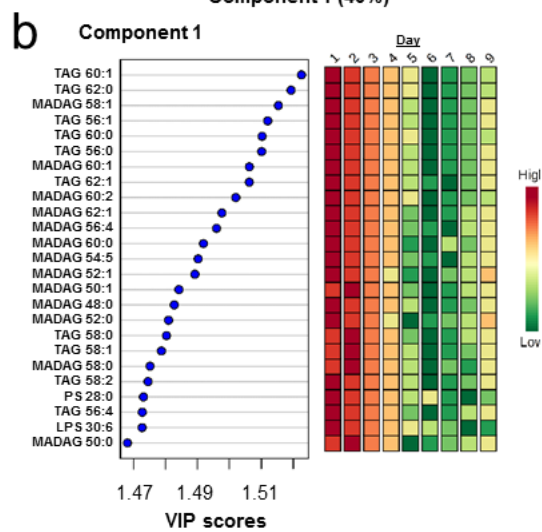 b
Component 1
Day
1 2 3 4 5 6 7 8 9
TAG 60:1
TAG 62:0
MADAG 58:1
TAG 56:1
TAG 60:0
TAG 56:0
MADAG 60:1
TAG 62:1
MADAG 60:2
MADAG 62:1
MADAG 56:4
MADAG 60:0
MADAG 54:5
MADAG 52:1
MADAG 50:1
MADAG 48:0
MADAG 52:0
TAG 58:0
TAG 58:1
MADAG 58:0
TAG 58:2
PS 28:0
TAG 56:4
LPS 30:6
MADAG 50:0
High
Low
1.47 1.49 1.51
VIP scores